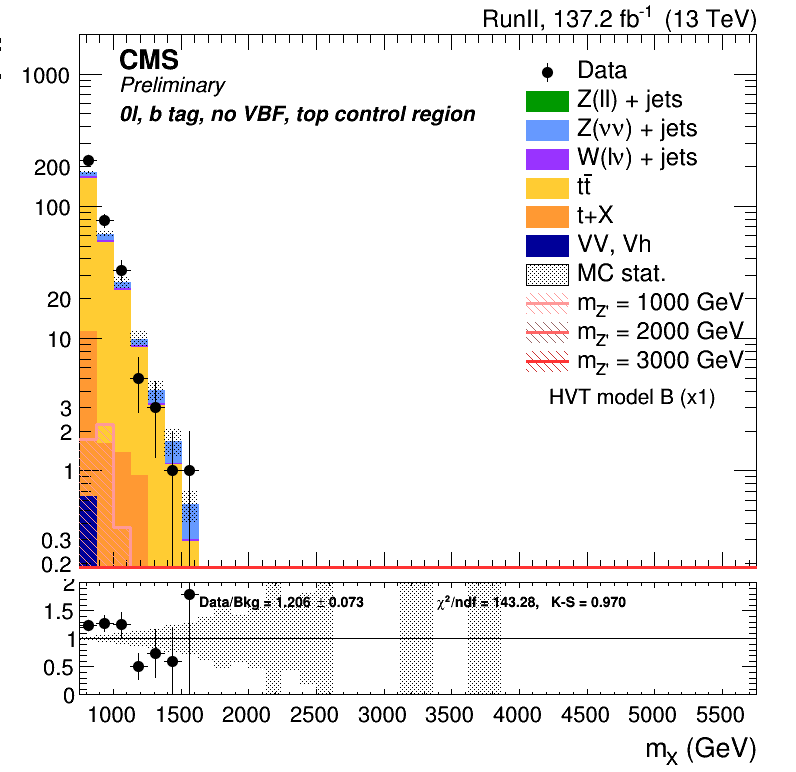 RunII, 137.2 fb⁻¹ (13 TeV)
CMS
Preliminary
0l, b tag, no VBF, top control region
Data
Z(ll) + jets
Z(νν) + jets
W(lν) + jets
tt̄
t+X
VV, Vh
MC stat.
m_Z' = 1000 GeV
m_Z' = 2000 GeV
m_Z' = 3000 GeV
HVT model B (x1)
1000
200
100
20
10
3
2
1
0.3
0.2
2
1.5
1
0.5
0
Data/Bkg = 1.206 ± 0.073
χ²/ndf = 143.28, K-S = 0.970
1000 1500 2000 2500 3000 3500 4000 4500 5000 5500
m_X (GeV)